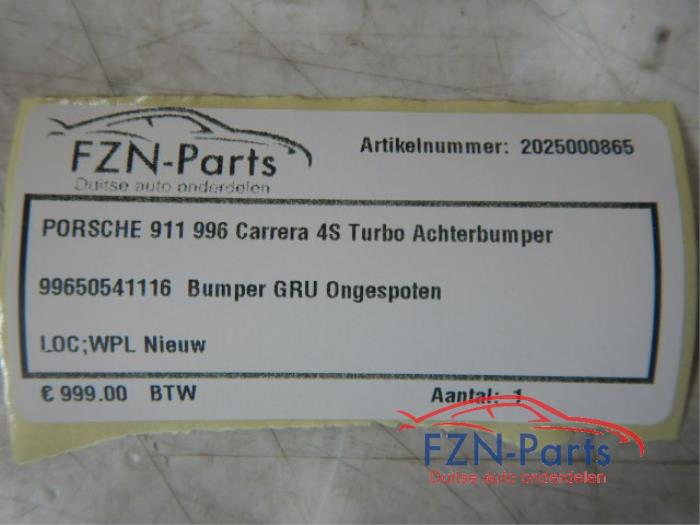 FZN-Parts
Duitse auto onderdelen
Artikelnummer: 2025000865
PORSCHE 911 996 Carrera 4S Turbo Achterbumper
99650541116 Bumper GRU Ongespoten
LOC;WPL Nieuw
€ 999.00 BTW
Aantal: 1
FZN-Parts
Duitse auto onderdelen